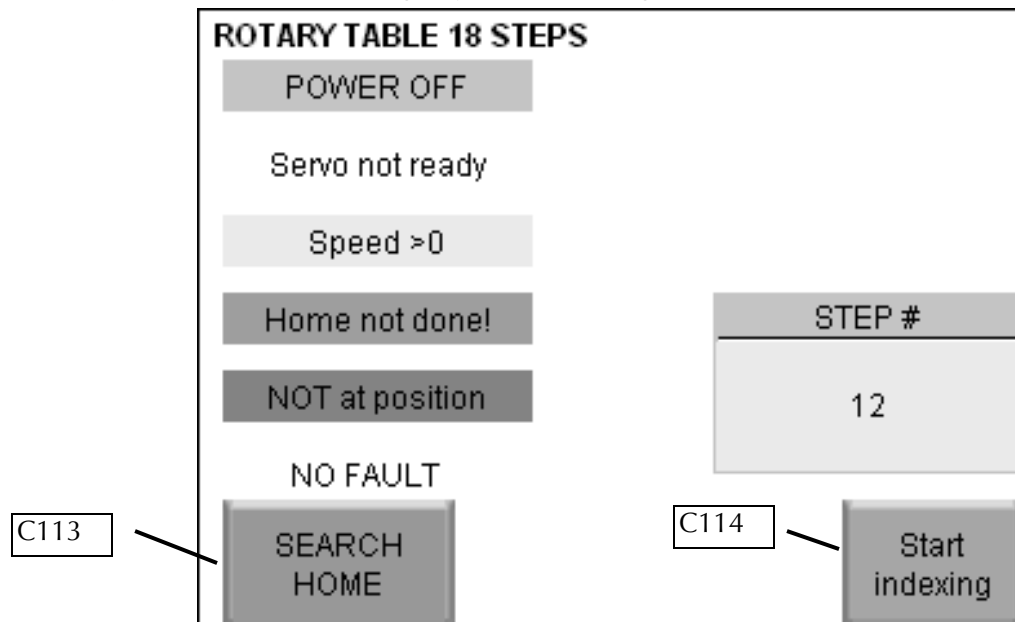 ROTARY TABLE 18 STEPS
POWER OFF
Servo not ready
Speed >0
Home not done!
STEP #
NOT at position
12
NO FAULT
C113
SEARCH
HOME
C114
Start
indexing